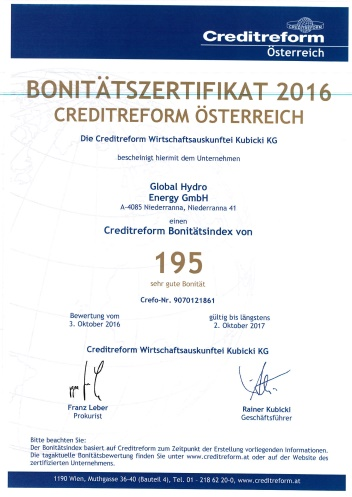 CREDITREFORM
Creditreform
Österreich
BONITÄTSZERTIFIKAT 2016
CREDITREFORM ÖSTERREICH
Die Creditreform Wirtschaftsauskunftei Kubicki KG
bescheinigt hiermit dem Unternehmen
Global Hydro
Energy GmbH
A-4085 Niederranna, Niederranna 41
einen
Creditreform Bonitätsindex von
195
sehr gute Bonität
Crefo-Nr. 9070121861
Bewertung vom
3. Oktober 2016
gültig bis längstens
2. Oktober 2017
Creditreform Wirtschaftsauskunftei Kubicki KG
Franz Leber
Prokurist
Rainer Kubicki
Geschäftsführer
Bitte beachten Sie:
Der Bonitätsindex basiert auf Creditreform zum Zeitpunkt der Erstellung vorliegenden Informationen.
Die tagaktuelle Bonitätsbewertung finden Sie unter www.creditreform.at oder auf der Website des
zertifizierten Unternehmens.
1190 Wien, Muthgasse 36-40 (Bauteil 4), Tel. 01 - 218 62 20-0, www.creditreform.at